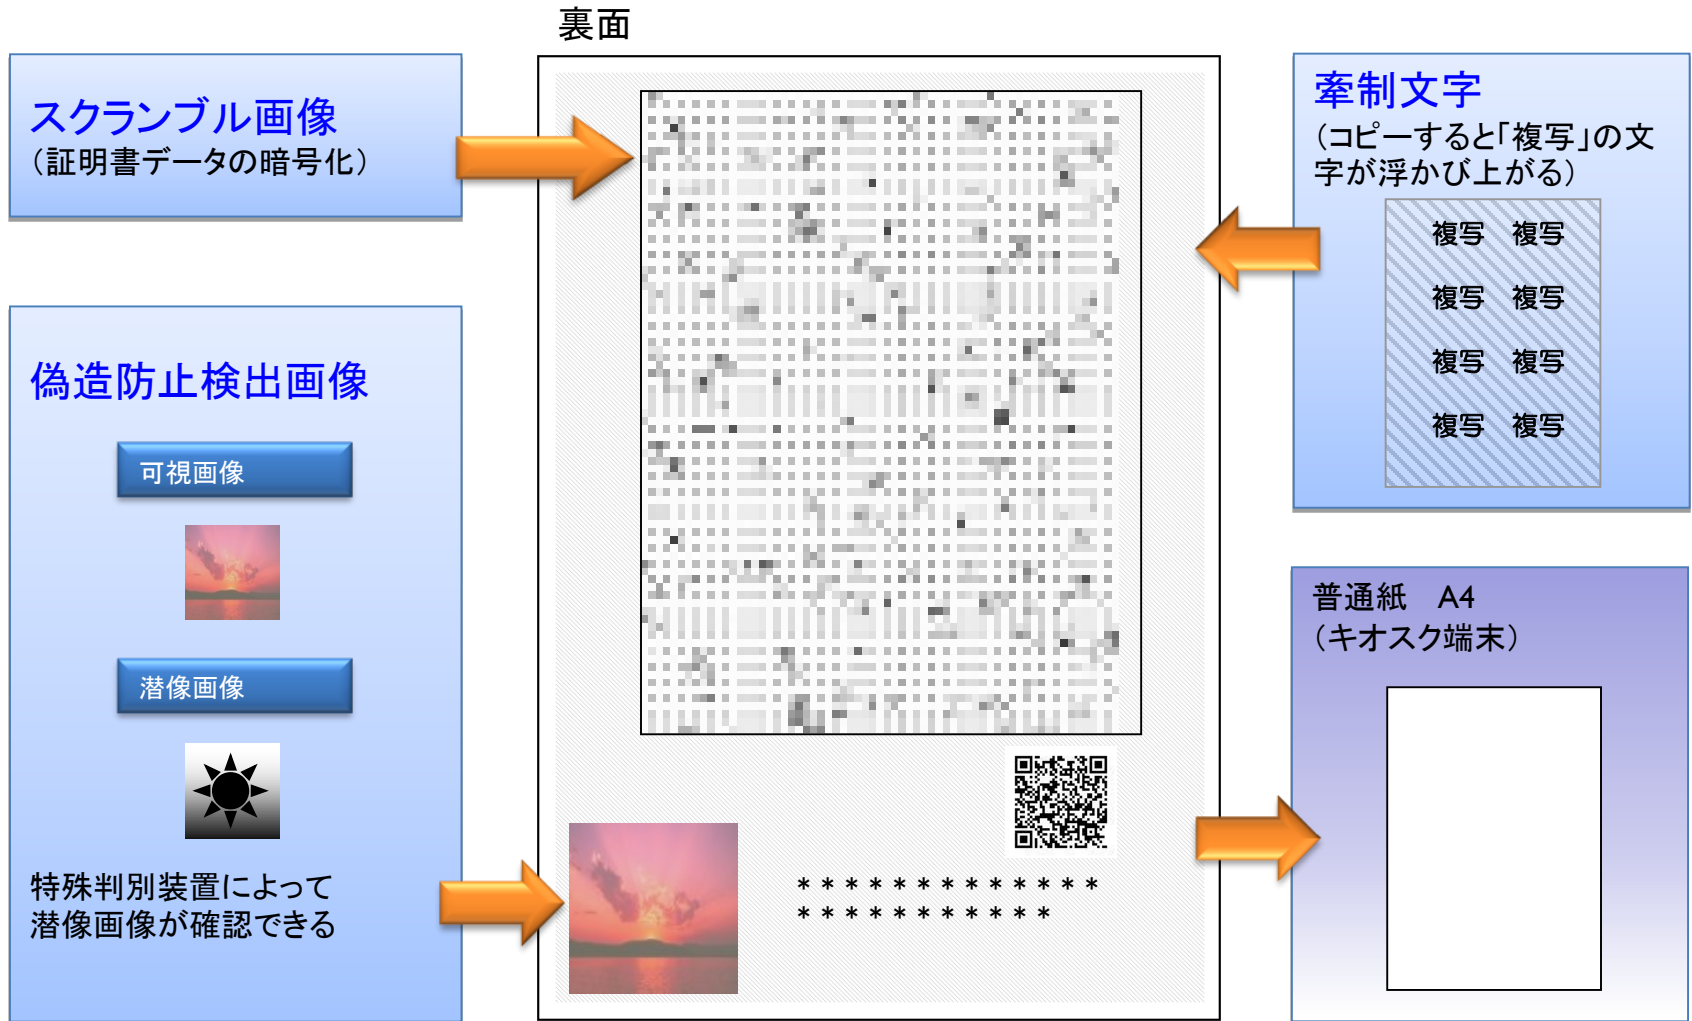 裏面
スクランブル画像
（証明書データの暗号化）
偽造防止検出画像
可視画像
潜像画像
特殊判別装置によって
潜像画像が確認できる
＊＊＊＊＊＊＊＊＊＊＊＊＊
＊＊＊＊＊＊＊＊＊＊＊
牽制文字
（コピーすると「複写」の文
字が浮かび上がる）
複写　複写
複写　複写
複写　複写
複写　複写
普通紙　A4
（キオスク端末）